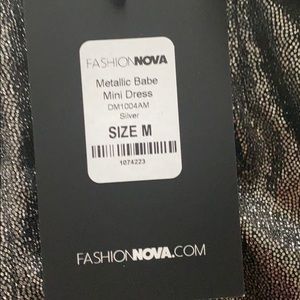 FASHIONNOVA
Metallic Babe
Mini Dress
DM1004AM
Silver
SIZE M
1074223
FASHIONNOVA.COM